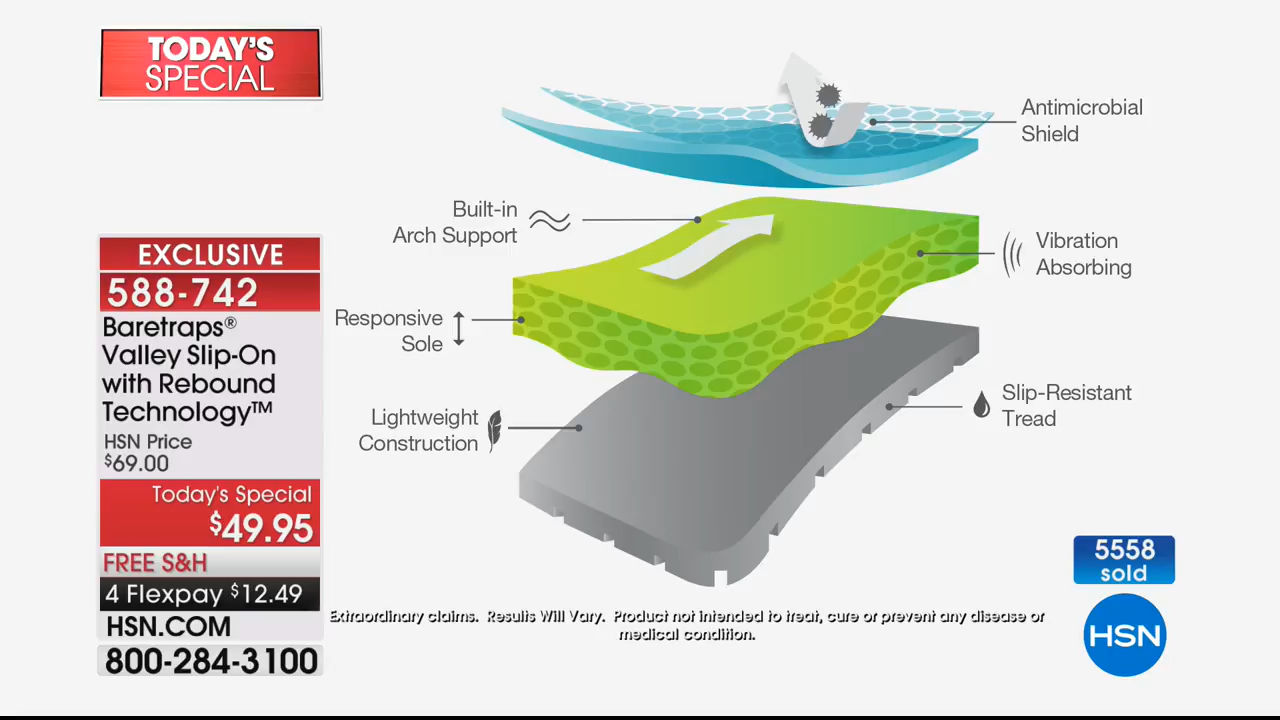 TODAY'S
SPECIAL
EXCLUSIVE
588-742
Baretraps®
Valley Slip-On
with Rebound
Technology™
HSN Price
$69.00
Today's Special
$49.95
FREE S&H
4 Flexpay $12.49
HSN.COM
800-284-3100
Antimicrobial
Shield
Built-in
Arch Support
Vibration
Absorbing
Responsive
Sole
Lightweight
Construction
Slip-Resistant
Tread
Extraordinary claims. Results Will Vary. Product not intended to treat, cure or prevent any disease or
medical condition.
5558
sold
HSN